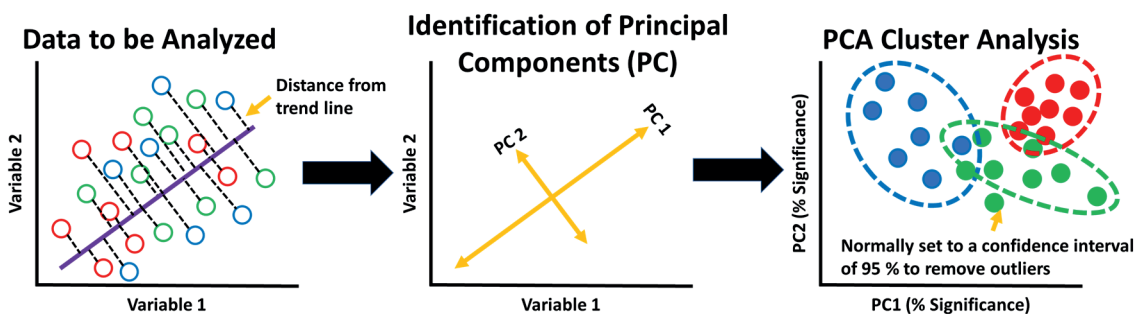 Data to be Analyzed
Distance from
trend line
Variable 2
Variable 1
Identification of Principal
Components (PC)
PC 2
PC 1
Variable 2
Variable 1
PCA Cluster Analysis
PC2 (% Significance)
Normally set to a confidence interval
of 95 % to remove outliers
PC1 (% Significance)